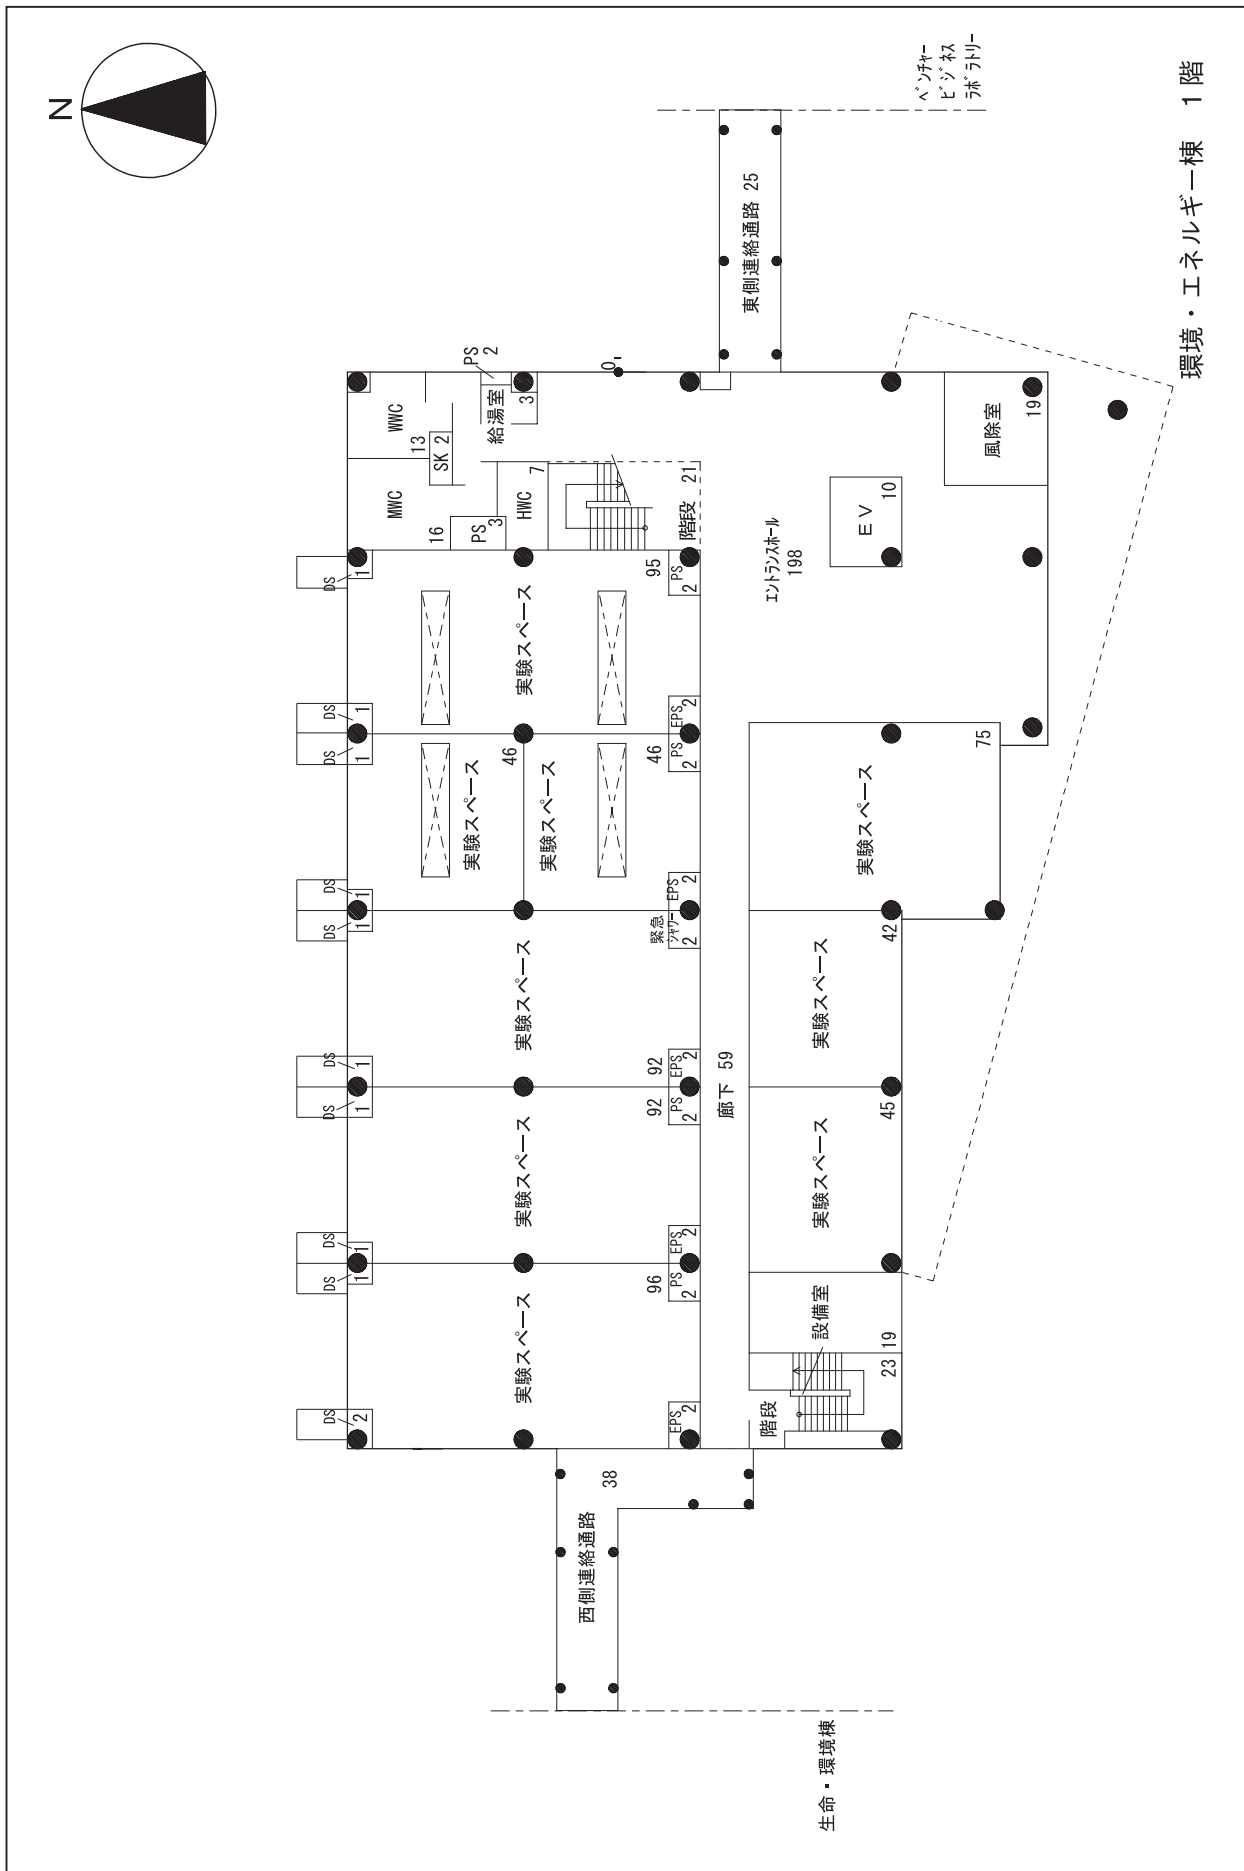 環境・エネルギー棟 1階
N
ベンチャー
ビジネス
ラボラトリー
生命・環境棟
西側連絡通路
38
東側連絡通路 25
DS
2
DS
1
DS
1
DS
1
DS
1
DS
1
DS
1
DS
1
DS
1
DS
1
実験スペース
96
実験スペース
92
実験スペース
92
実験スペース
46
実験スペース
46
実験スペース
95
MWC
16
WWC
13
SK 2
PS
3
HWC
7
給湯室
3
PS
2
0
階段 21
EPS
2
PS
2
EPS
2
PS
2
EPS
2
緊急
シャワー
2
EPS
2
PS
2
EPS
2
PS
2
廊下 59
階段
23
設備室
19
実験スペース
45
実験スペース
42
実験スペース
75
エントランスホール
198
EV
10
風除室
19